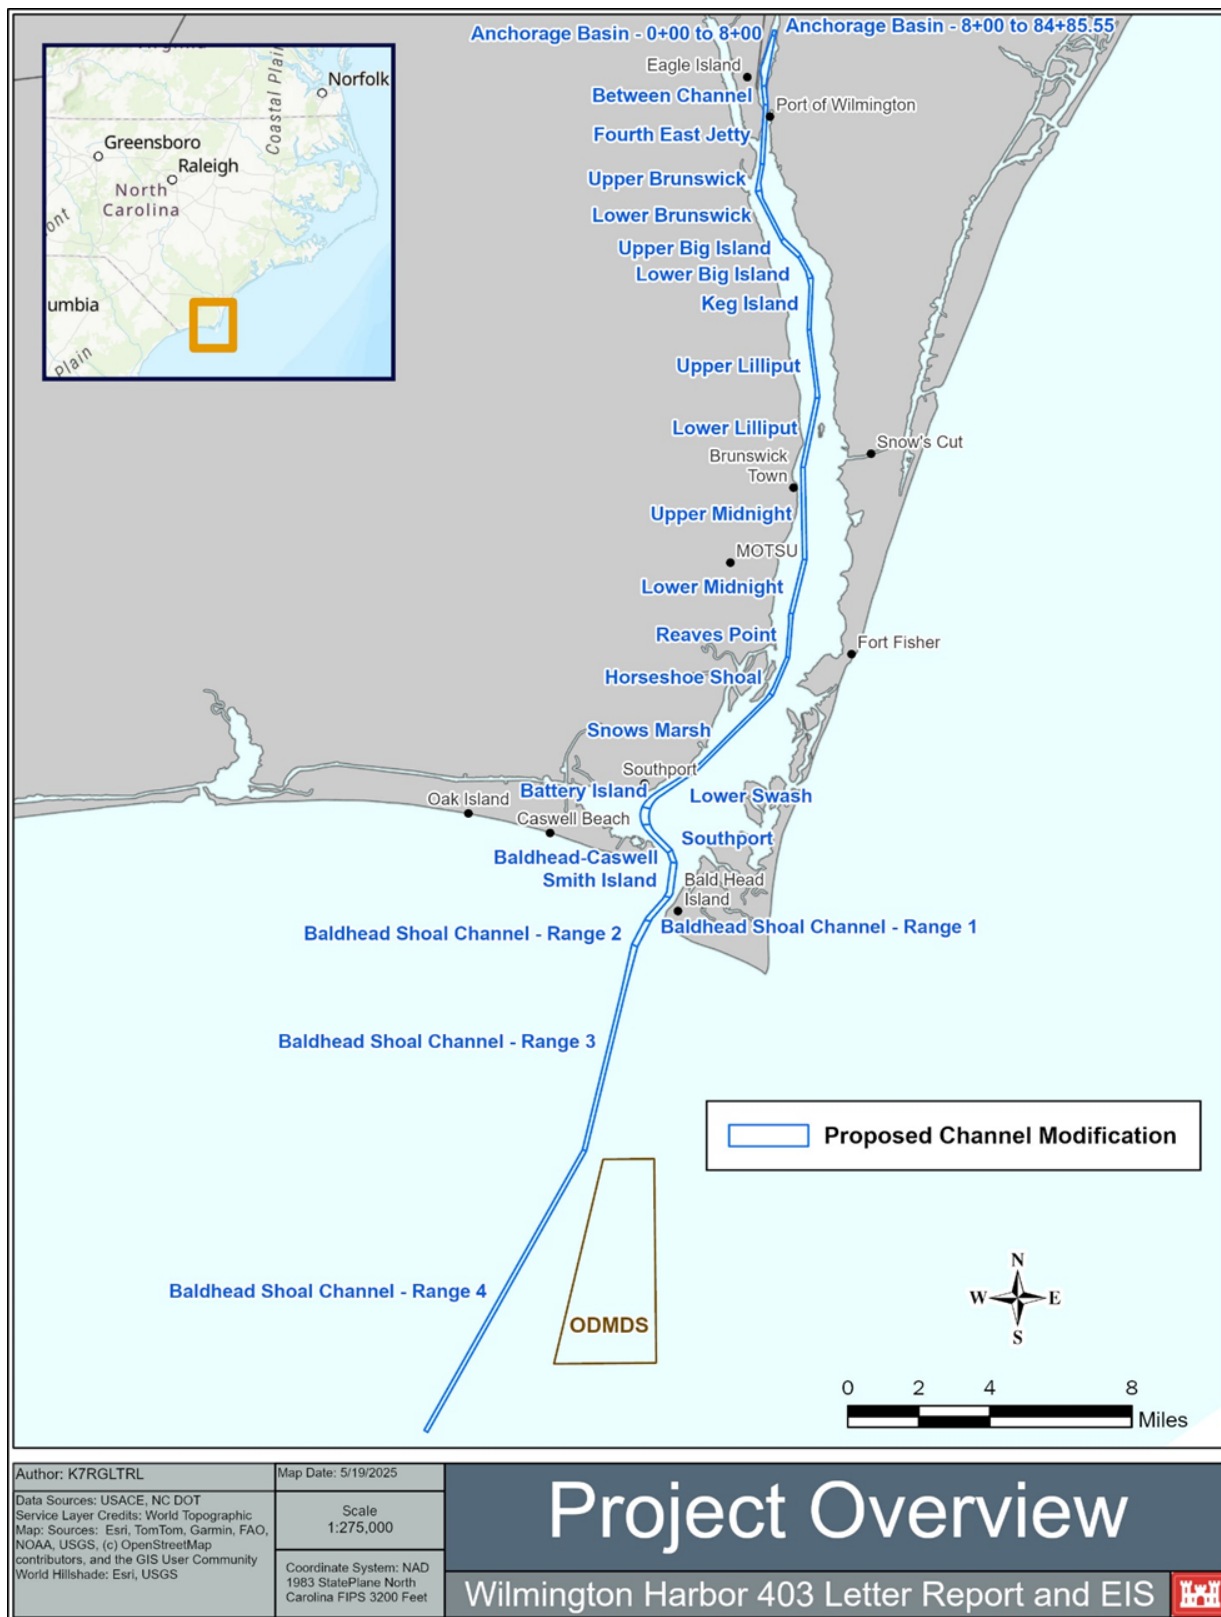 Anchorage Basin - 0+00 to 8+00
Anchorage Basin - 8+00 to 84+85.55
Eagle Island
Between Channel
Port of Wilmington
Fourth East Jetty
Upper Brunswick
Lower Brunswick
Upper Big Island
Lower Big Island
Keg Island
Upper Lilliput
Lower Lilliput
Snow's Cut
Brunswick
Town
Upper Midnight
MOTSU
Lower Midnight
Reaves Point
Fort Fisher
Horseshoe Shoal
Snows Marsh
Southport
Battery Island
Lower Swash
Oak Island
Caswell Beach
Southport
Baldhead-Caswell
Smith Island
Bald Head
Island
Baldhead Shoal Channel - Range 1
Baldhead Shoal Channel - Range 2
Baldhead Shoal Channel - Range 3
Baldhead Shoal Channel - Range 4
ODMDS
Norfolk
Coastal Plain
Greensboro
Raleigh
North
Carolina
ont
umbia
Plain
Proposed Channel Modification
N
W E
S
0 2 4 8
Miles
Author: K7RGLTRL
Data Sources: USACE, NC DOT
Service Layer Credits: World Topographic
Map: Sources: Esri, TomTom, Garmin, FAO,
NOAA, USGS, (c) OpenStreetMap
contributors, and the GIS User Community
World Hillshade: Esri, USGS
Map Date: 5/19/2025
Scale
1:275,000
Coordinate System: NAD
1983 StatePlane North
Carolina FIPS 3200 Feet
Project Overview
Wilmington Harbor 403 Letter Report and EIS